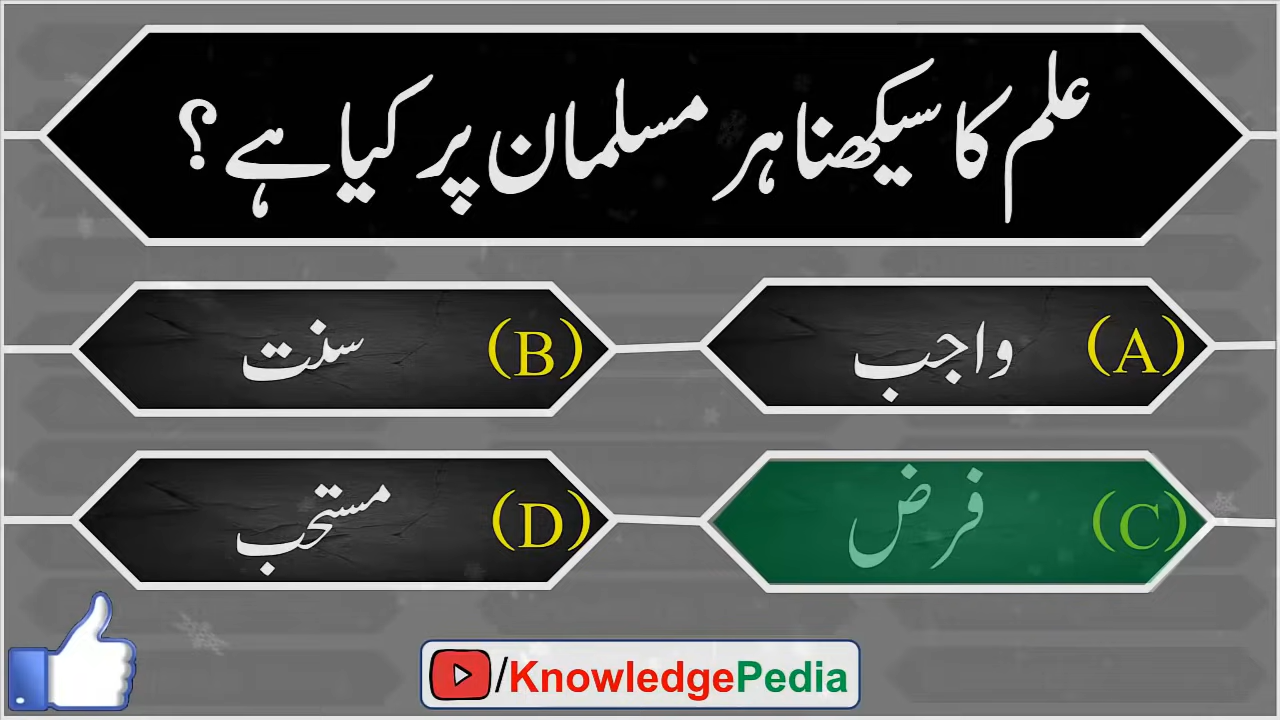 علم کا سیکھنا ہر مسلمان پر کیا ہے؟
(A) واجب
(B) سنت
(C) فرض
(D) مستحب
/KnowledgePedia